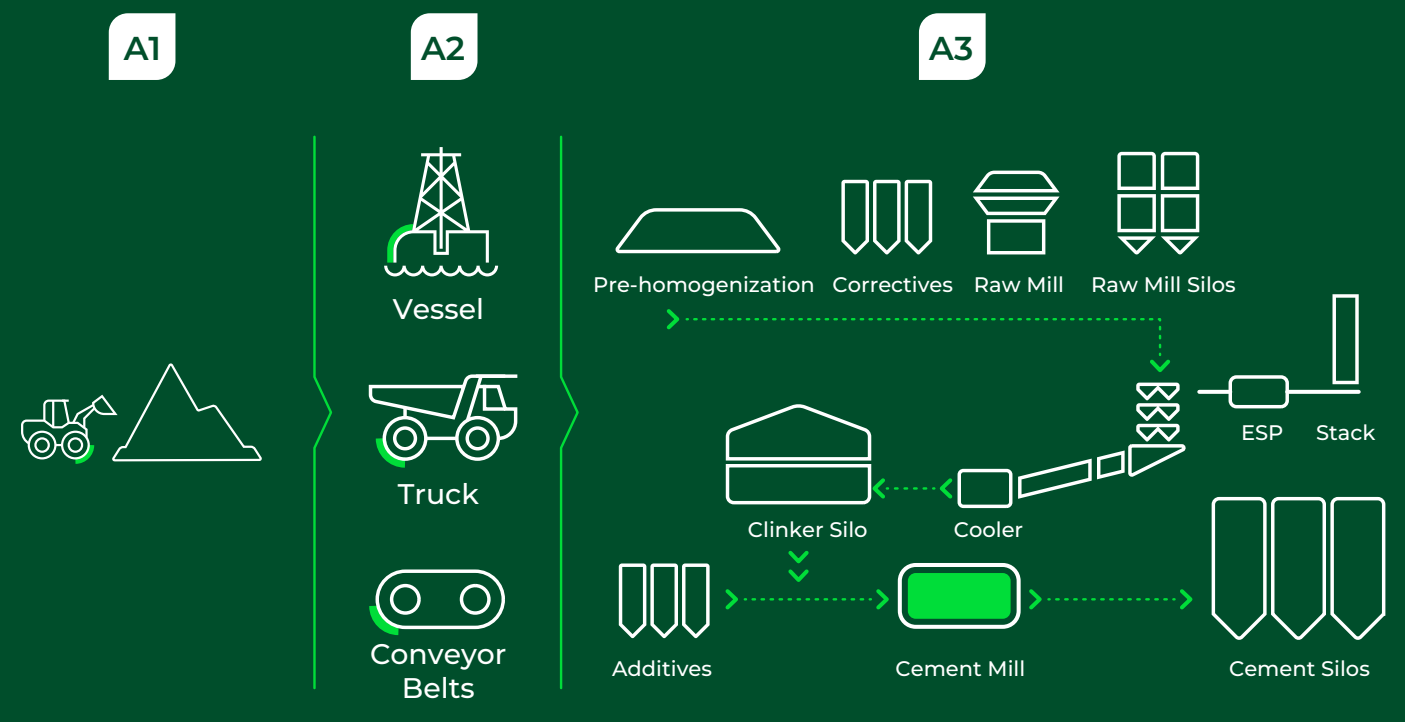 A1
A2
A3
Vessel
Truck
Conveyor
Belts
Pre-homogenization
Correctives
Raw Mill
Raw Mill Silos
ESP
Stack
Clinker Silo
Cooler
Additives
Cement Mill
Cement Silos